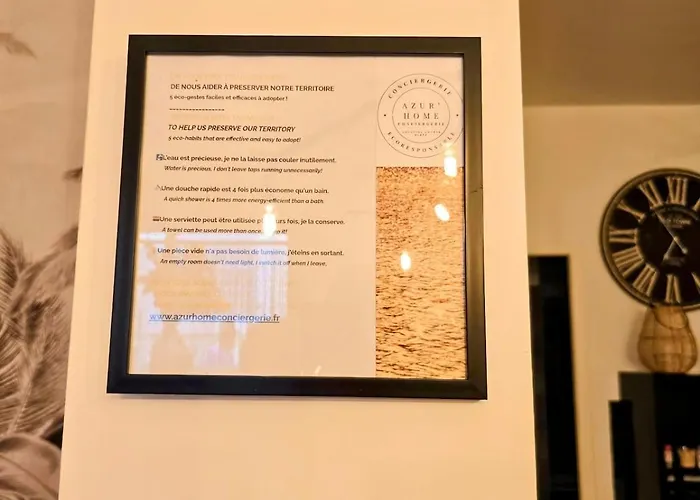 DE NOUS AIDER À PRESERVER NOTRE TERRITOIRE
5 éco-gestes faciles et efficaces à adopter !
TO HELP US PRESERVE OUR TERRITORY
5 eco-habits that are effective and easy to adopt!
L'eau est précieuse, je ne la laisse pas couler inutilement.
Water is precious, I don't leave taps running unnecessarily!
Une douche rapide est 4 fois plus économe qu'un bain.
A quick shower is 4 times more energy-efficient than a bath.
Une serviette peut être utilisée plusieurs fois, je la conserve.
A towel can be used more than once, it!
Une pièce vide n'a pas besoin de lumière, j'éteins en sortant.
An empty room doesn't need light, I switch it off when I leave.
www.azurhomeconciergerie.fr
CONCIERGERIE
AZUR'
HOME
CONCIERGERIE
ECORESPONSABLE